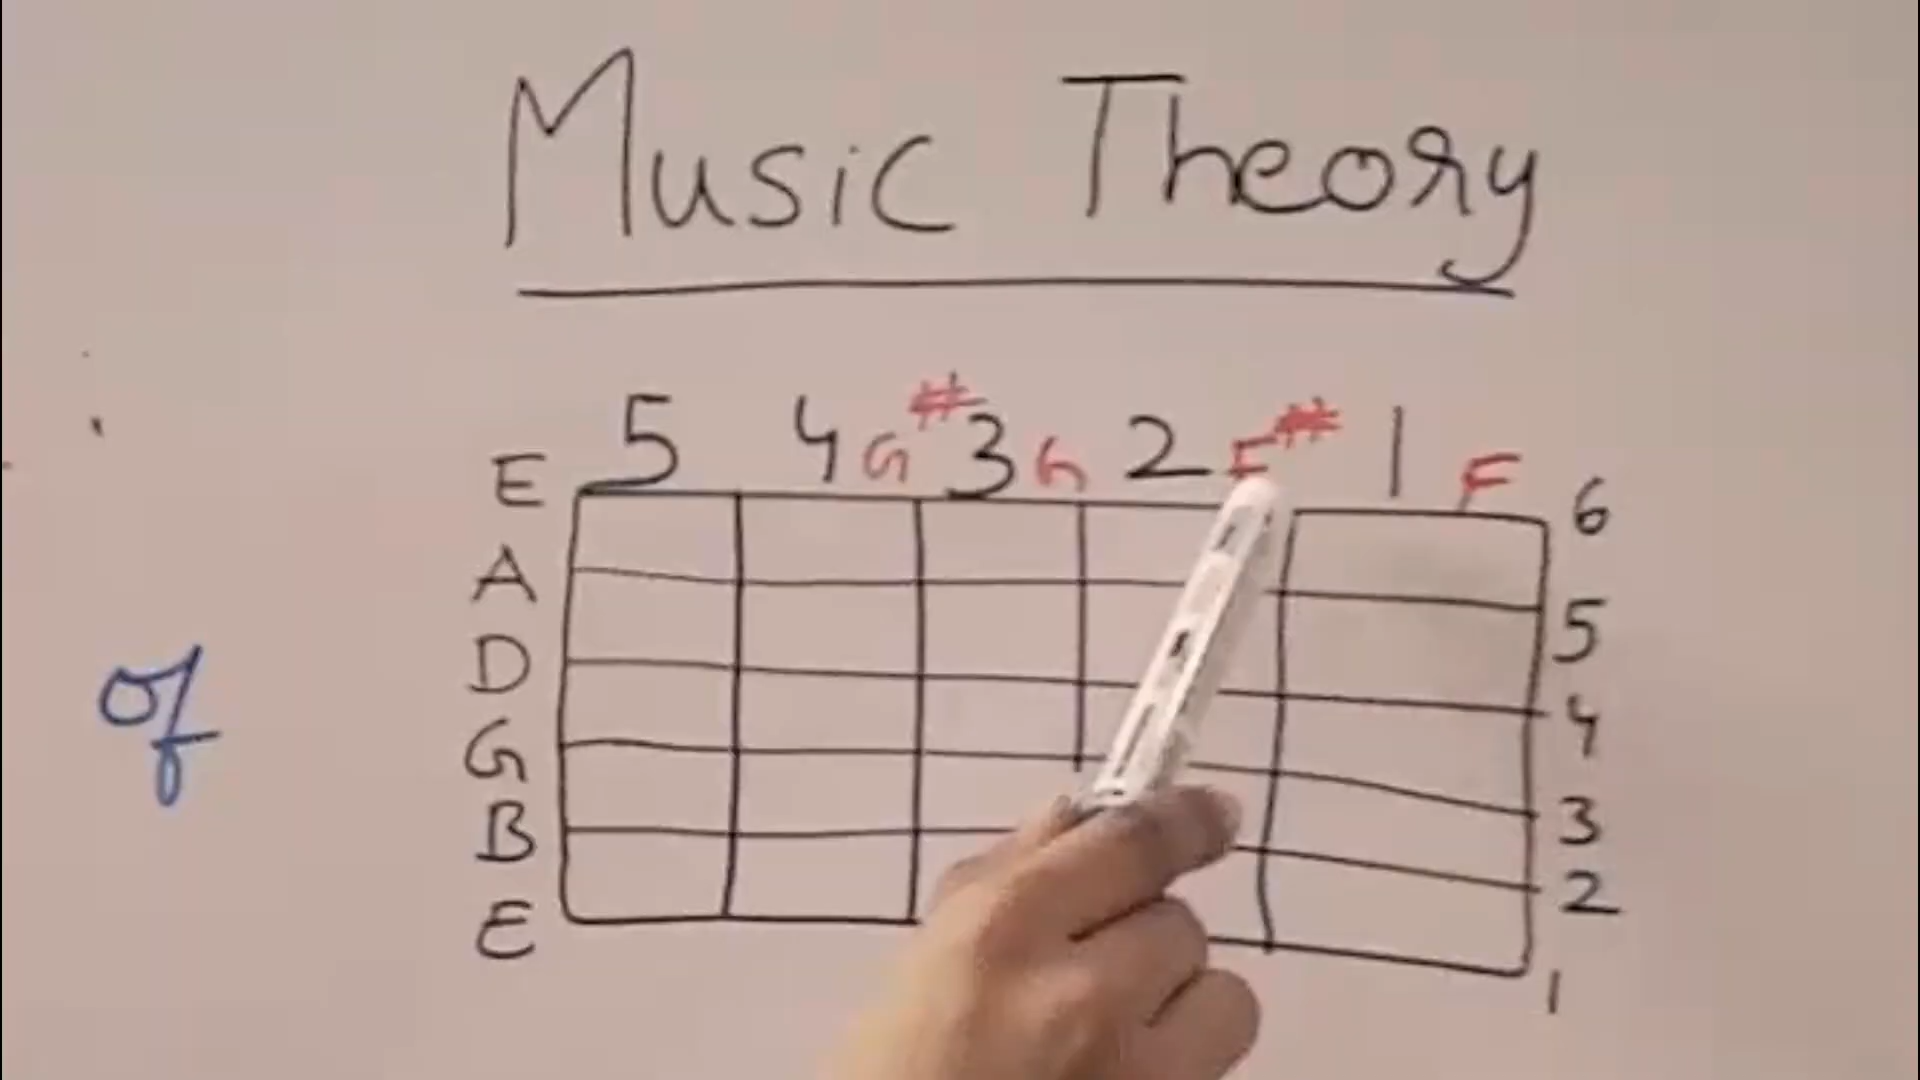 Music Theory
5 4 G# 3 G 2 F# 1 F
E 6
A 5
D 4
of
G 3
B 2
E 1